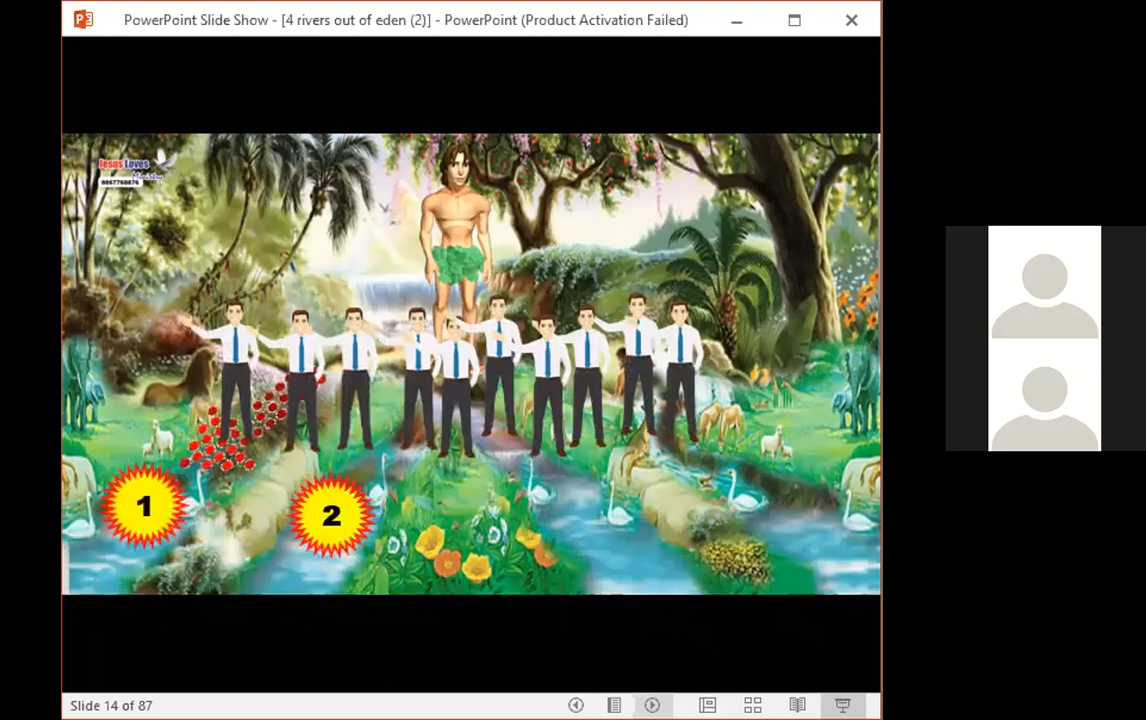 PowerPoint Slide Show - [4 rivers out of eden (2)] - PowerPoint (Product Activation Failed)
Jesus Loves
Ministry
1
2
Slide 14 of 87